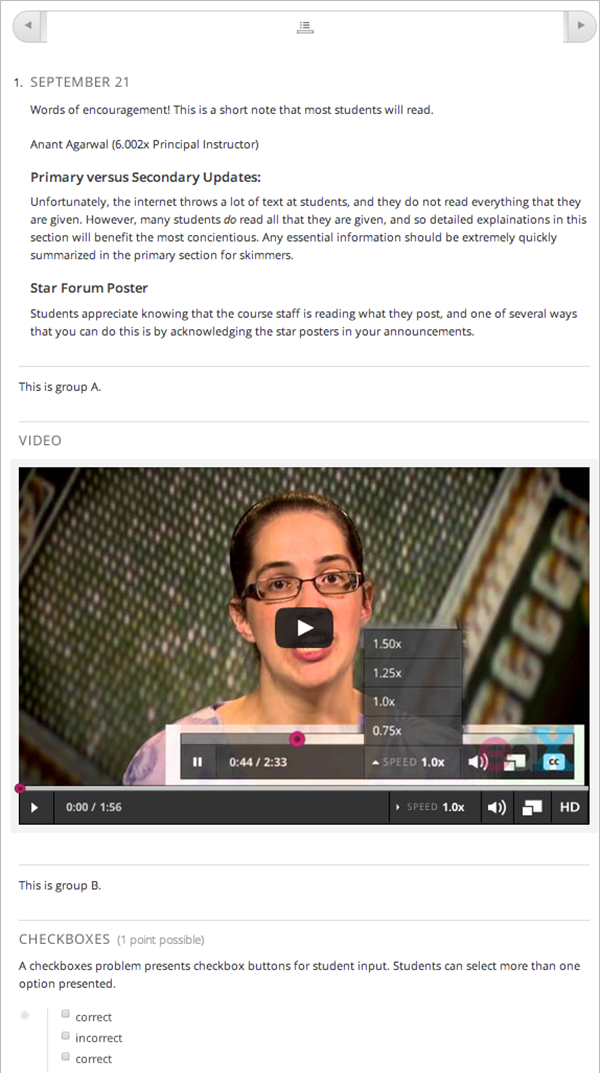 1. SEPTEMBER 21
Words of encouragement! This is a short note that most students will read.
Anant Agarwal (6.002x Principal Instructor)
Primary versus Secondary Updates:
Unfortunately, the internet throws a lot of text at students, and they do not read everything that they
are given. However, many students do read all that they are given, and so detailed explainations in this
section will benefit the most concientious. Any essential information should be extremely quickly
summarized in the primary section for skimmers.
Star Forum Poster
Students appreciate knowing that the course staff is reading what they post, and one of several ways
that you can do this is by acknowledging the star posters in your announcements.
This is group A.
VIDEO
1.50x
1.25x
1.0x
0.75x
0:44 / 2:33 SPEED 1.0x cc
0:00 / 1:56 SPEED 1.0x HD
This is group B.
CHECKBOXES (1 point possible)
A checkboxes problem presents checkbox buttons for student input. Students can select more than one
option presented.
correct
incorrect
correct